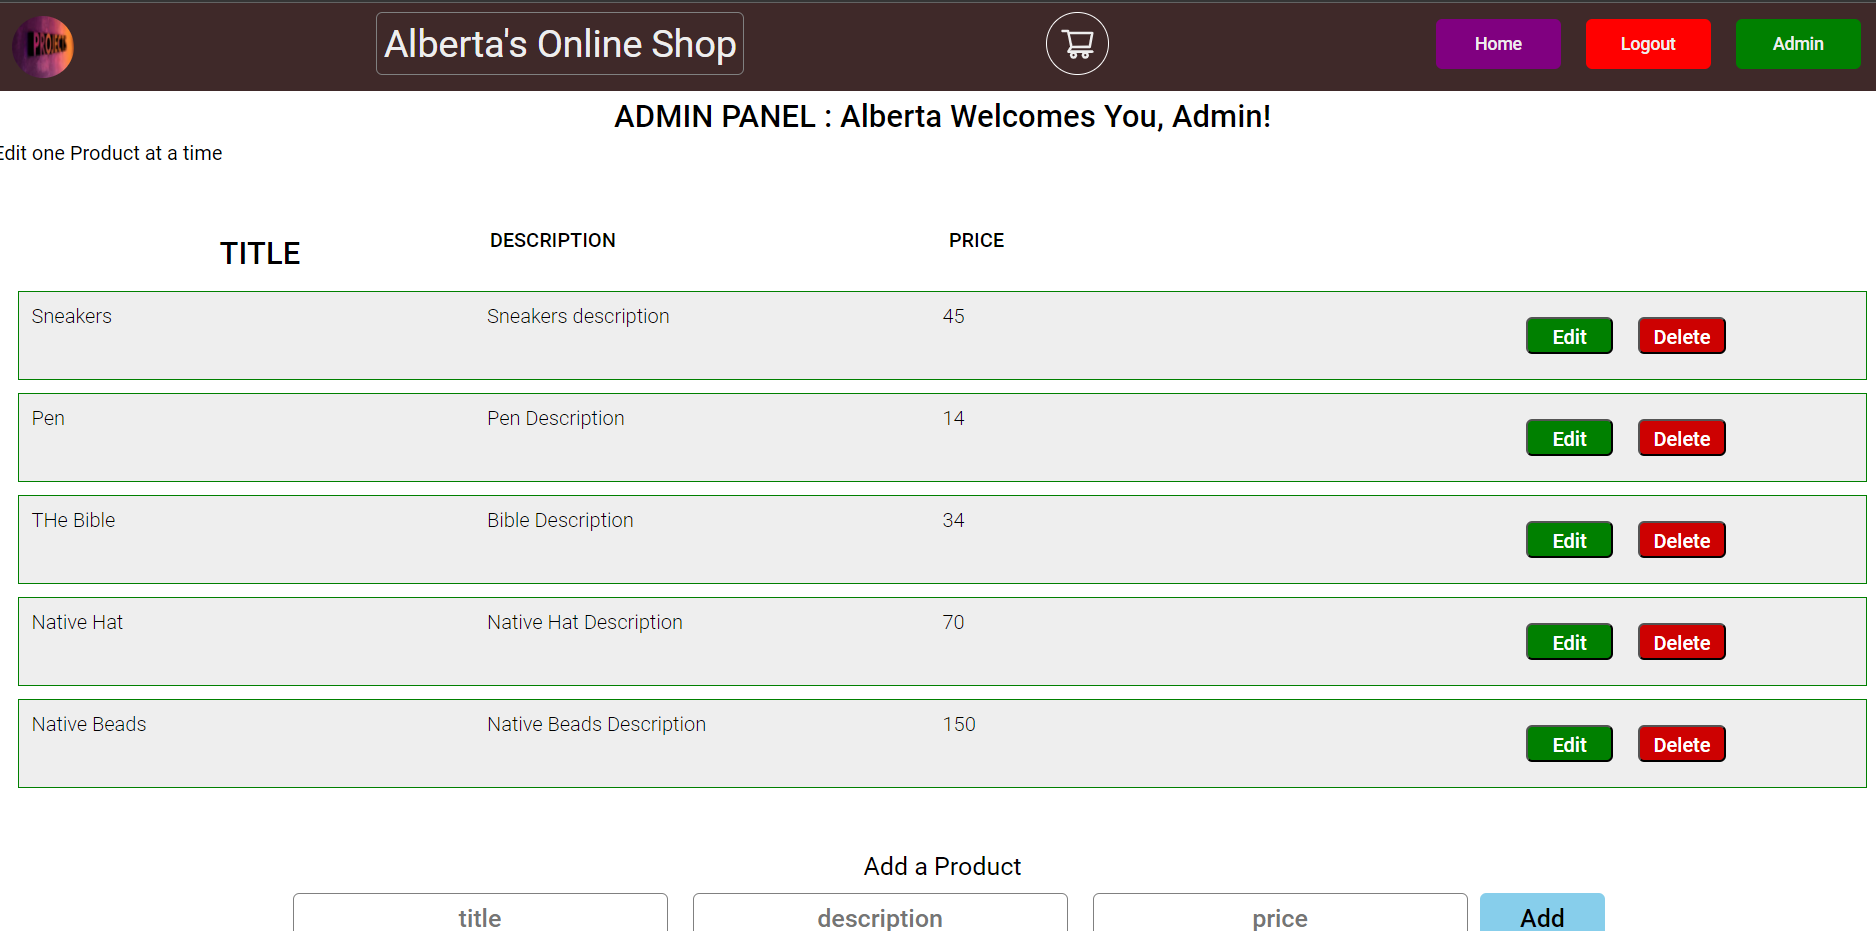 PROJECTS
Alberta's Online Shop
Home
Logout
Admin
ADMIN PANEL : Alberta Welcomes You, Admin!
Edit one Product at a time
TITLE DESCRIPTION PRICE
Sneakers Sneakers description 45 Edit Delete
Pen Pen Description 14 Edit Delete
THe Bible Bible Description 34 Edit Delete
Native Hat Native Hat Description 70 Edit Delete
Native Beads Native Beads Description 150 Edit Delete
Add a Product
title description price Add